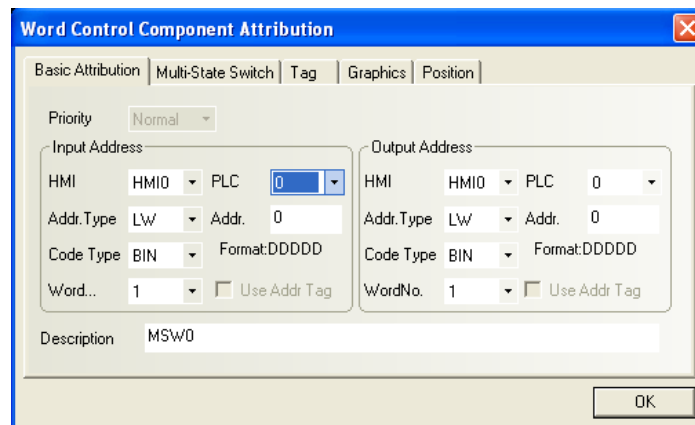 Word Control Component Attribution
Basic Attribution Multi-State Switch Tag Graphics Position
Priority Normal
Input Address
HMI HMI0 PLC 0
Addr.Type LW Addr. 0
Code Type BIN Format:DDDDD
Word... 1 Use Addr Tag
Output Address
HMI HMI0 PLC 0
Addr.Type LW Addr. 0
Code Type BIN Format:DDDDD
WordNo. 1 Use Addr Tag
Description MSW0
OK